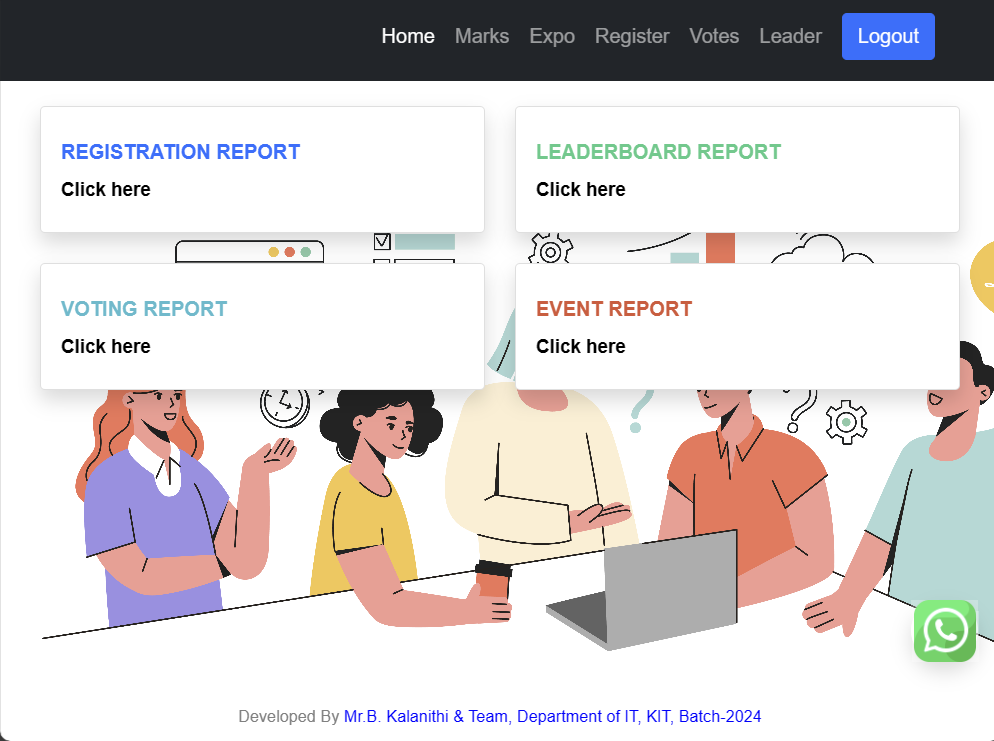 Home Marks Expo Register Votes Leader Logout
REGISTRATION REPORT
Click here
LEADERBOARD REPORT
Click here
VOTING REPORT
Click here
EVENT REPORT
Click here
Developed By Mr.B. Kalanithi & Team, Department of IT, KIT, Batch-2024